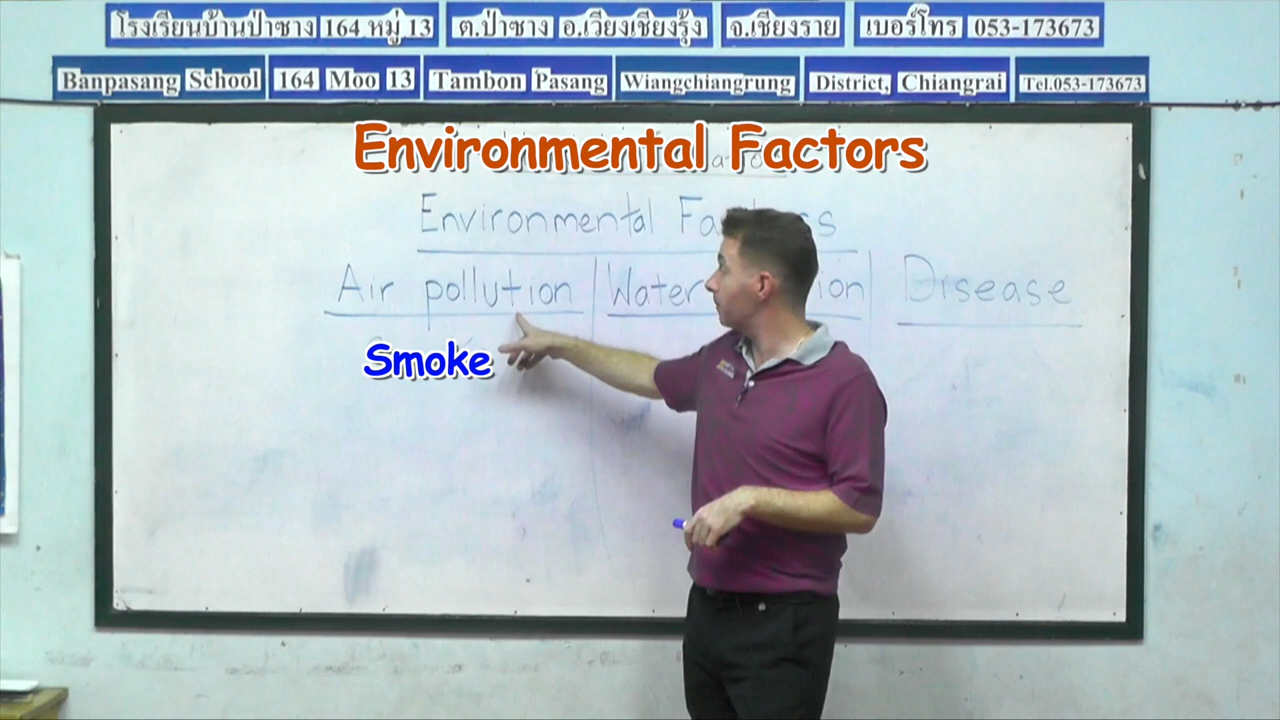 โรงเรียนบ้านป่าซาง 164 หมู่ 13 ต.ป่าซาง อ.เวียงเชียงรุ้ง จ.เชียงราย เบอร์โทร 053-173673
Banpasang School 164 Moo 13 Tambon Pasang Wiangchiangrung District, Chiangrai Tel.053-173673
Environmental Factors
Environmental
Air pollution Water Disease
Smoke